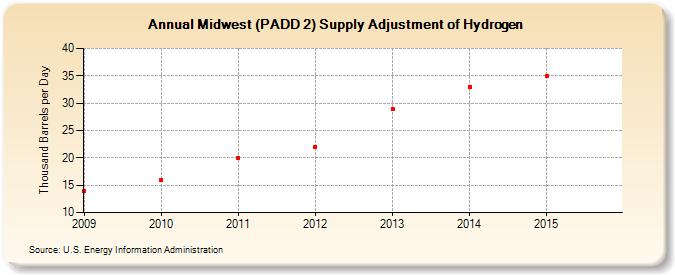 Annual Midwest (PADD 2) Supply Adjustment of Hydrogen
Thousand Barrels per Day
40
35
30
25
20
15
10
2009 2010 2011 2012 2013 2014 2015
Source: U.S. Energy Information Administration